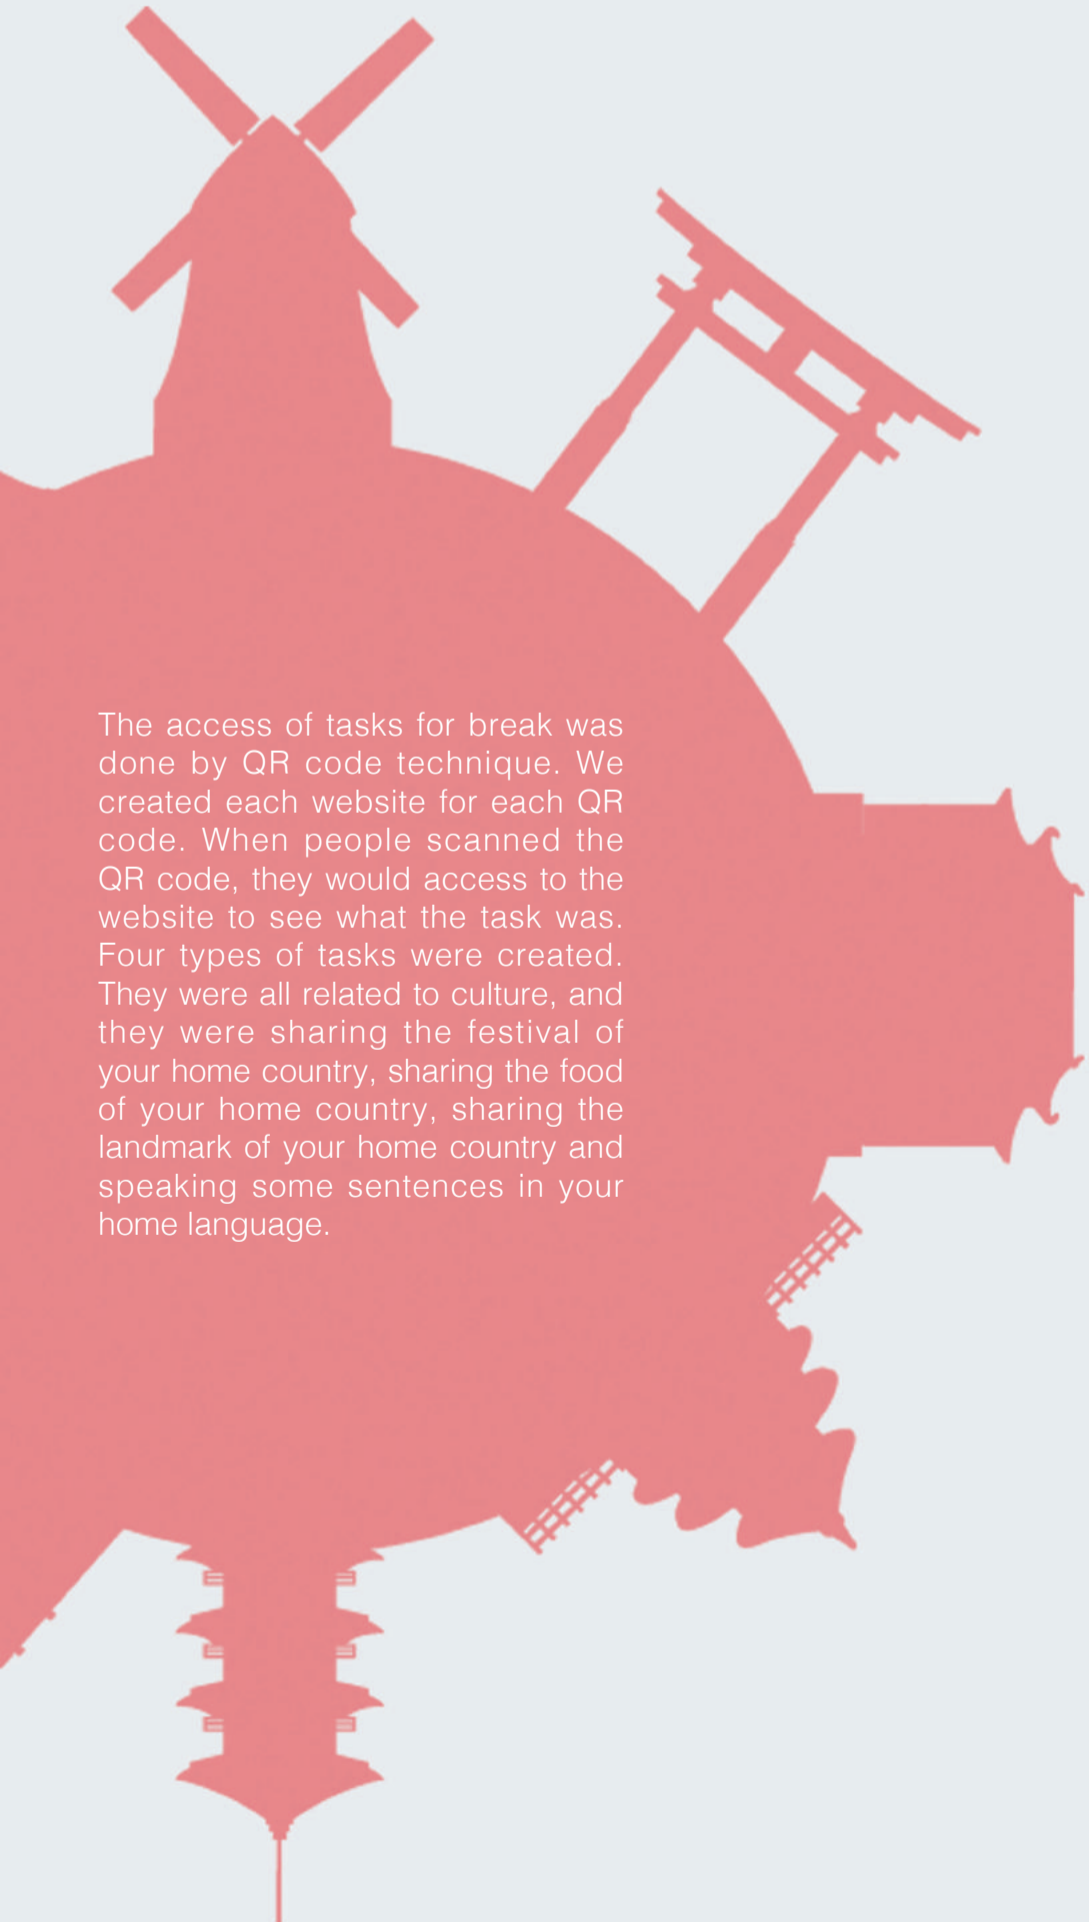 The access of tasks for break was
done by QR code technique. We
created each website for each QR
code. When people scanned the
QR code, they would access to the
website to see what the task was.
Four types of tasks were created.
They were all related to culture, and
they were sharing the festival of
your home country, sharing the food
of your home country, sharing the
landmark of your home country and
speaking some sentences in your
home language.